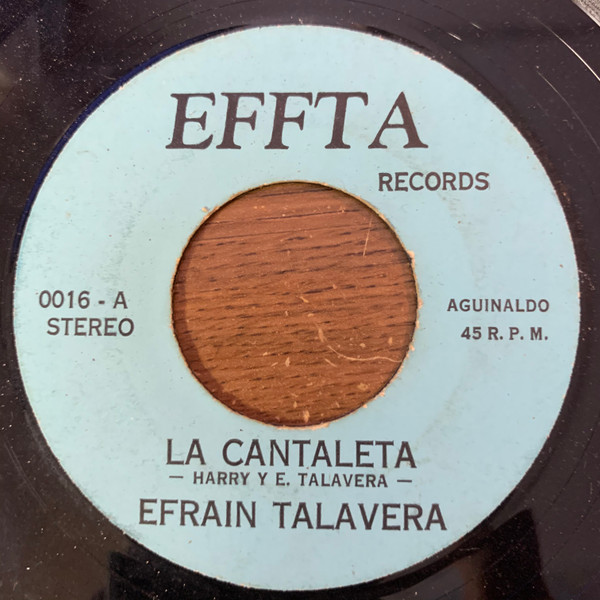 EFFTA
RECORDS
0016 - A
STEREO
AGUINALDO
45 R. P. M.
LA CANTALETA
— HARRY Y E. TALAVERA —
EFRAIN TALAVERA